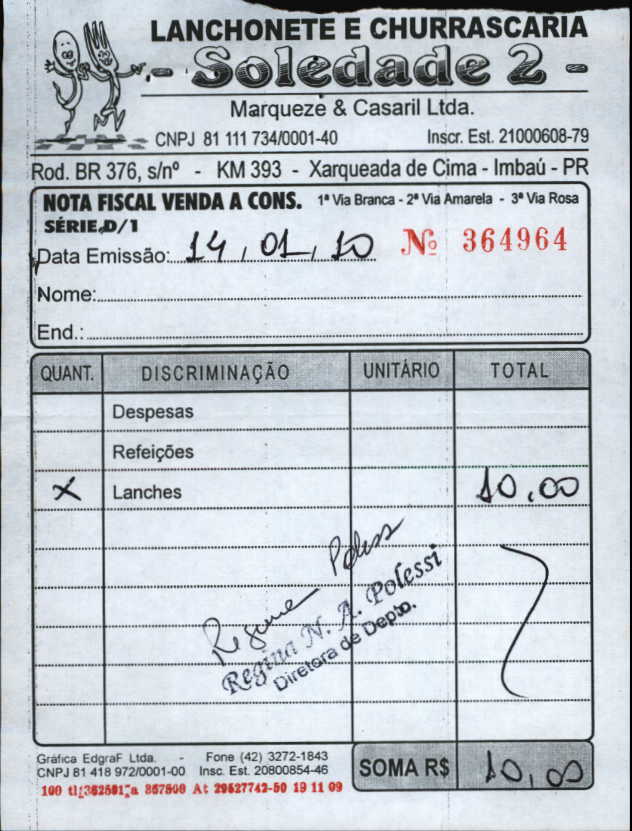 LANCHONETE E CHURRASCARIA
- Soledade 2 -
Marqueze & Casaril Ltda.
CNPJ 81 111 734/0001-40 Inscr. Est. 21000608-79
Rod. BR 376, s/nº - KM 393 - Xarqueada de Cima - Imbaú - PR
NOTA FISCAL VENDA A CONS. 1ª Via Branca - 2ª Via Amarela - 3ª Via Rosa
SÉRIE D/1
Data Emissão: 14, 01, 10 Nº 364964
Nome:
End.:
QUANT. DISCRIMINAÇÃO UNITÁRIO TOTAL
Despesas
Refeições
X Lanches 10,00
Regina N. A. Polessi
Diretora de Depto.
Gráfica EdgraF Ltda. - Fone (42) 3272-1843
CNPJ 81 418 972/0001-00 Insc. Est. 20800854-46
SOMA R$ 10,00
19 11 09